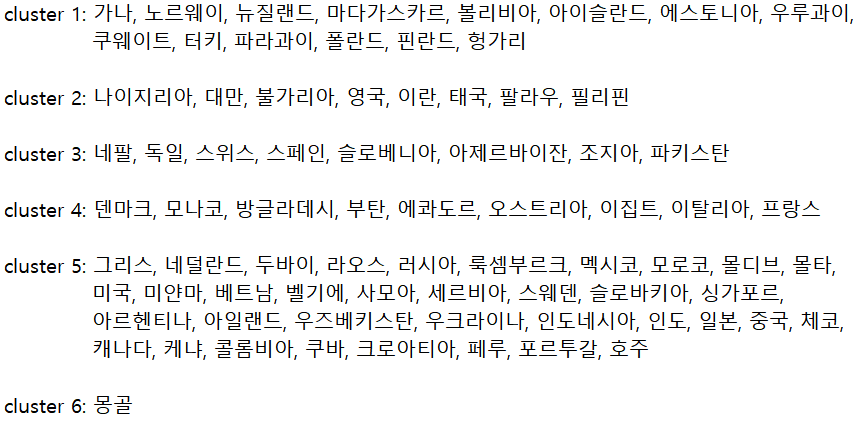 cluster 1: 가나, 노르웨이, 뉴질랜드, 마다가스카르, 볼리비아, 아이슬란드, 에스토니아, 우루과이,
쿠웨이트, 터키, 파라과이, 폴란드, 핀란드, 헝가리
cluster 2: 나이지리아, 대만, 불가리아, 영국, 이란, 태국, 팔라우, 필리핀
cluster 3: 네팔, 독일, 스위스, 스페인, 슬로베니아, 아제르바이잔, 조지아, 파키스탄
cluster 4: 덴마크, 모나코, 방글라데시, 부탄, 에콰도르, 오스트리아, 이집트, 이탈리아, 프랑스
cluster 5: 그리스, 네덜란드, 두바이, 라오스, 러시아, 룩셈부르크, 멕시코, 모로코, 몰디브, 몰타,
미국, 미얀마, 베트남, 벨기에, 사모아, 세르비아, 스웨덴, 슬로바키아, 싱가포르,
아르헨티나, 아일랜드, 우즈베키스탄, 우크라이나, 인도네시아, 인도, 일본, 중국, 체코,
캐나다, 케냐, 콜롬비아, 쿠바, 크로아티아, 페루, 포르투갈, 호주
cluster 6: 몽골